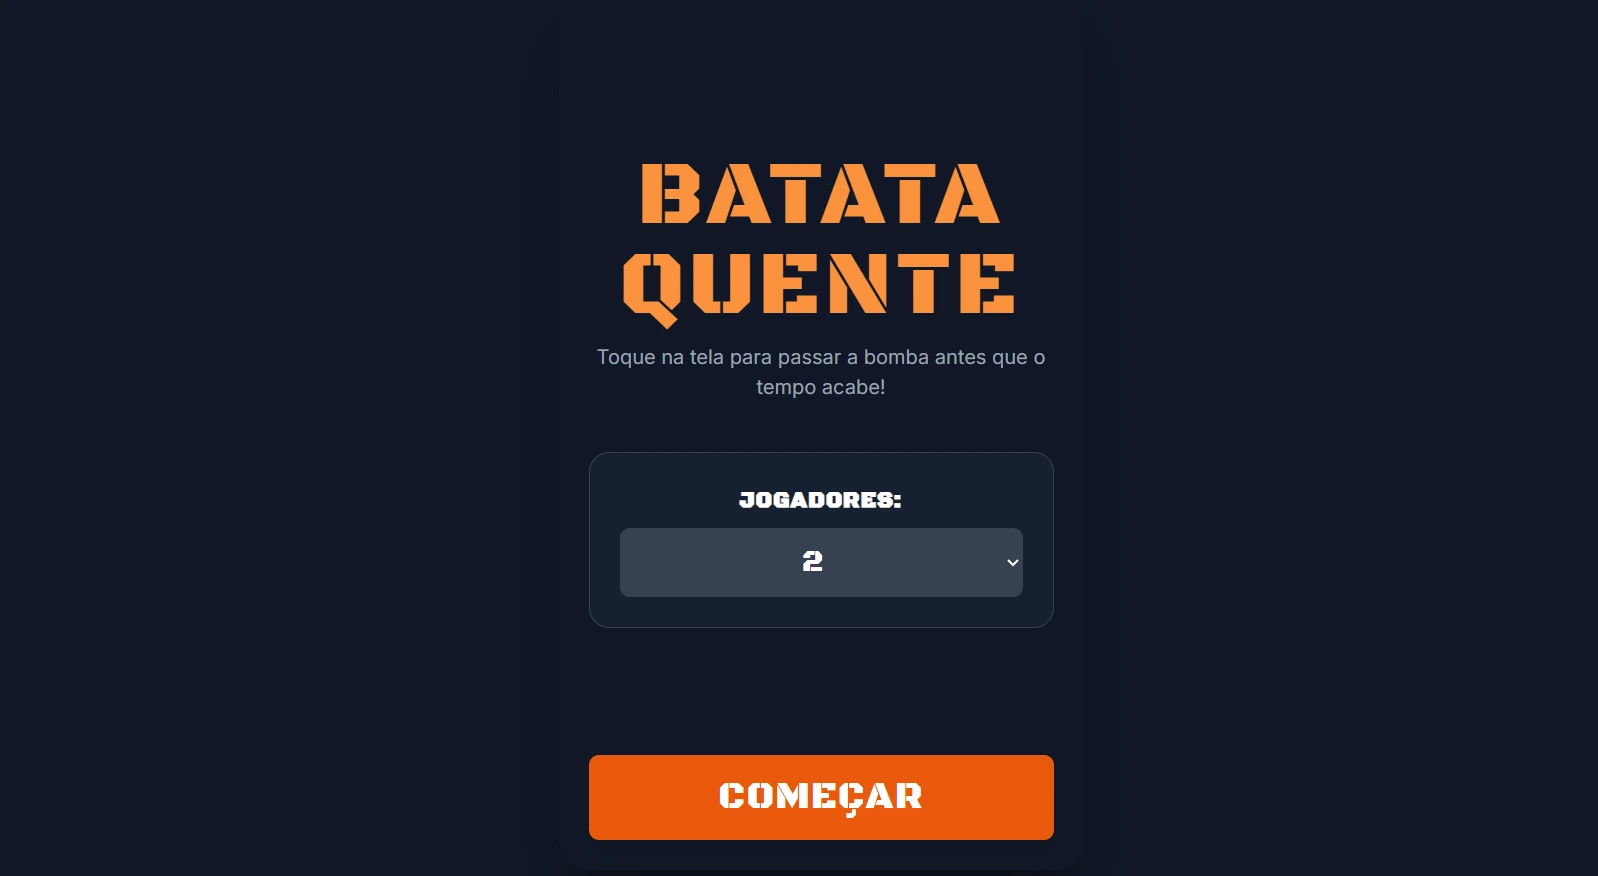 BATATA
QUENTE
Toque na tela para passar a bomba antes que o
tempo acabe!
JOGADORES:
2
COMEÇAR